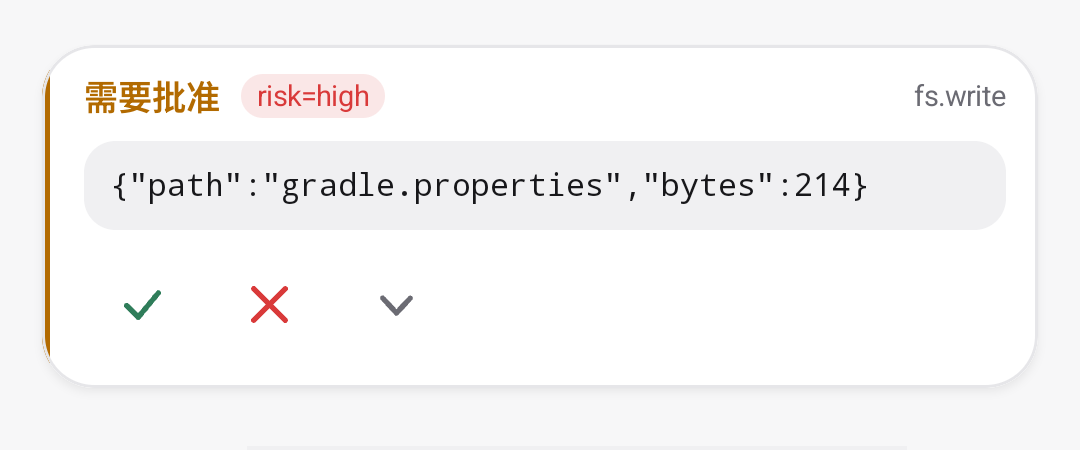 需要批准 risk=high fs.write
{"path":"gradle.properties","bytes":214}